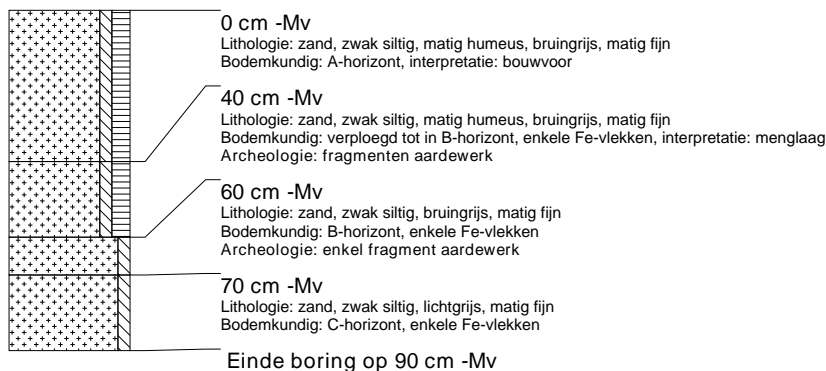 0 cm -Mv
Lithologie: zand, zwak siltig, matig humeus, bruingrijs, matig fijn
Bodemkundig: A-horizont, interpretatie: bouwvoor
40 cm -Mv
Lithologie: zand, zwak siltig, matig humeus, bruingrijs, matig fijn
Bodemkundig: verploegd tot in B-horizont, enkele Fe-vlekken, interpretatie: menglaag
Archeologie: fragmenten aardewerk
60 cm -Mv
Lithologie: zand, zwak siltig, bruingrijs, matig fijn
Bodemkundig: B-horizont, enkele Fe-vlekken
Archeologie: enkel fragment aardewerk
70 cm -Mv
Lithologie: zand, zwak siltig, lichtgrijs, matig fijn
Bodemkundig: C-horizont, enkele Fe-vlekken
Einde boring op 90 cm -Mv